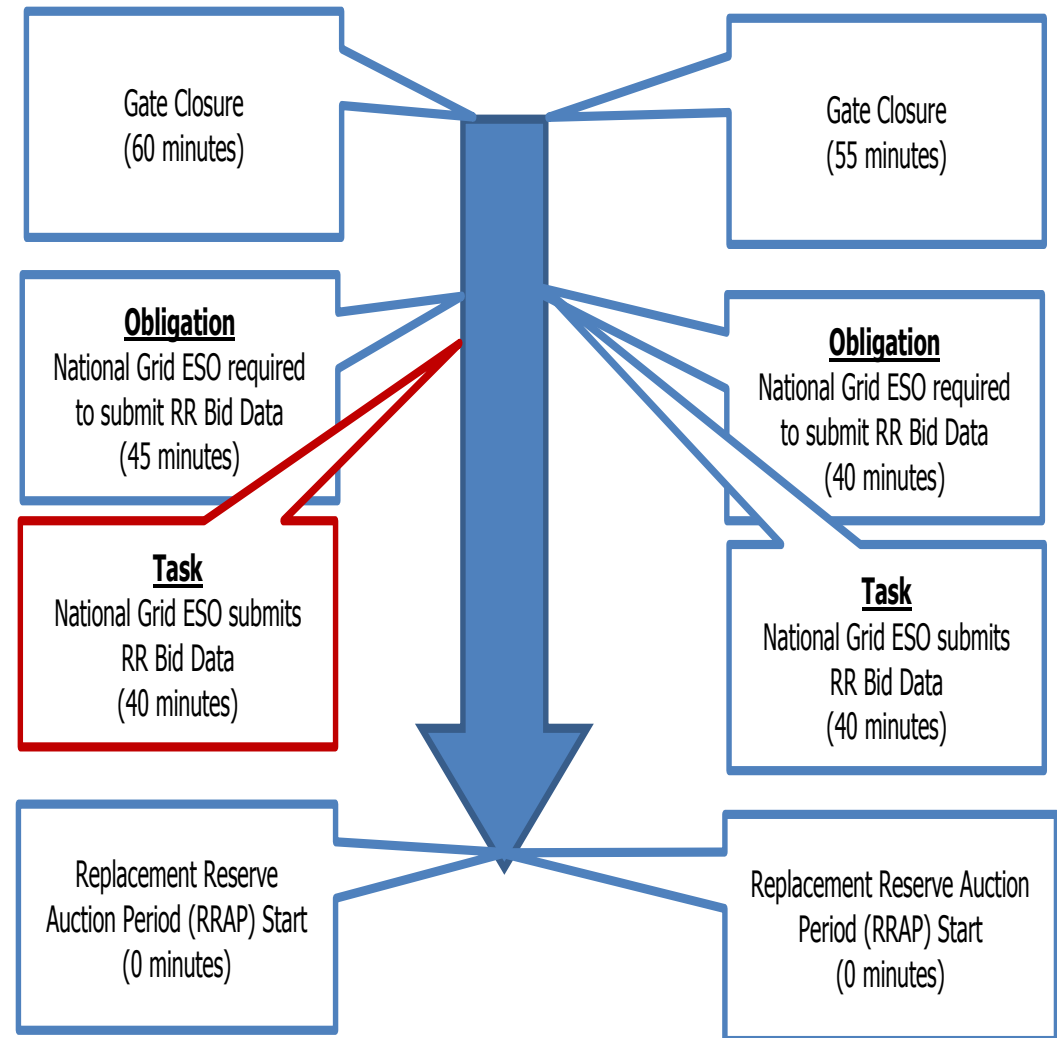 Gate Closure
(60 minutes)
Gate Closure
(55 minutes)
Obligation
National Grid ESO required
to submit RR Bid Data
(45 minutes)
Obligation
National Grid ESO required
to submit RR Bid Data
(40 minutes)
Task
National Grid ESO submits
RR Bid Data
(40 minutes)
Task
National Grid ESO submits
RR Bid Data
(40 minutes)
Replacement Reserve
Auction Period (RRAP) Start
(0 minutes)
Replacement Reserve Auction
Period (RRAP) Start
(0 minutes)